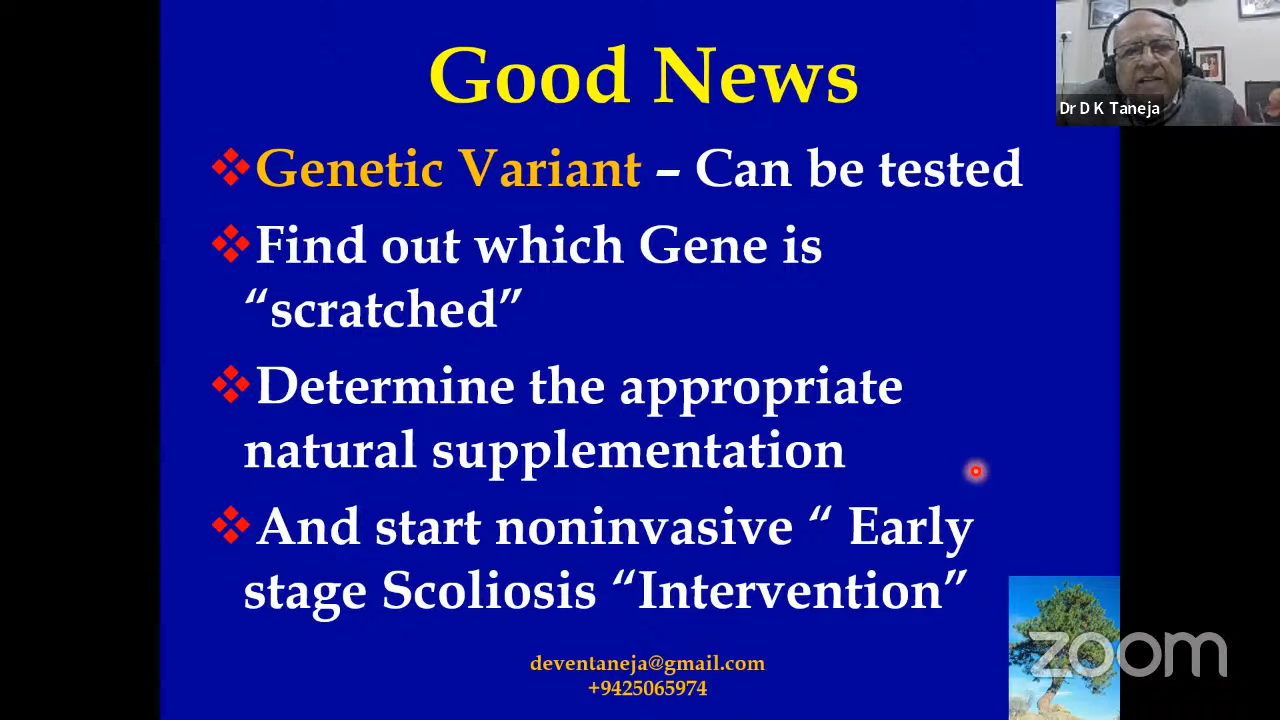 Good News
Dr D K Taneja
❖Genetic Variant – Can be tested
❖Find out which Gene is
“scratched”
❖Determine the appropriate
natural supplementation
❖And start noninvasive “ Early
stage Scoliosis “Intervention”
deventaneja@gmail.com
+9425065974
zoom